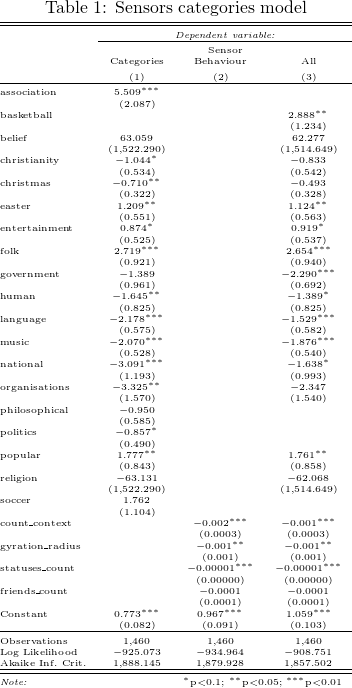 Table 1: Sensors categories model
Dependent variable:
Sensor
Categories Behaviour All
(1) (2) (3)
association 5.509***
(2.087)
basketball 2.888**
(1.234)
belief 63.059 62.277
(1,522.290) (1,514.649)
christianity −1.044* −0.833
(0.534) (0.542)
christmas −0.710** −0.493
(0.322) (0.328)
easter 1.209** 1.124**
(0.551) (0.563)
entertainment 0.874* 0.919*
(0.525) (0.537)
folk 2.719*** 2.654***
(0.921) (0.940)
government −1.389 −2.290***
(0.961) (0.692)
human −1.645** −1.389*
(0.825) (0.825)
language −2.178*** −1.529***
(0.575) (0.582)
music −2.070*** −1.876***
(0.528) (0.540)
national −3.091*** −1.638*
(1.193) (0.993)
organisations −3.325** −2.347
(1.570) (1.540)
philosophical −0.950
(0.585)
politics −0.857*
(0.490)
popular 1.777** 1.761**
(0.843) (0.858)
religion −63.131 −62.068
(1,522.290) (1,514.649)
soccer 1.762
(1.104)
count_context −0.002*** −0.001***
(0.0003) (0.0003)
gyration_radius −0.001** −0.001**
(0.001) (0.001)
statuses_count −0.00001*** −0.00001***
(0.00000) (0.00000)
friends_count −0.0001 −0.0001
(0.0001) (0.0001)
Constant 0.773*** 0.967*** 1.059***
(0.082) (0.091) (0.103)
Observations 1,460 1,460 1,460
Log Likelihood −925.073 −934.964 −908.751
Akaike Inf. Crit. 1,888.145 1,879.928 1,857.502
Note: *p<0.1; **p<0.05; ***p<0.01